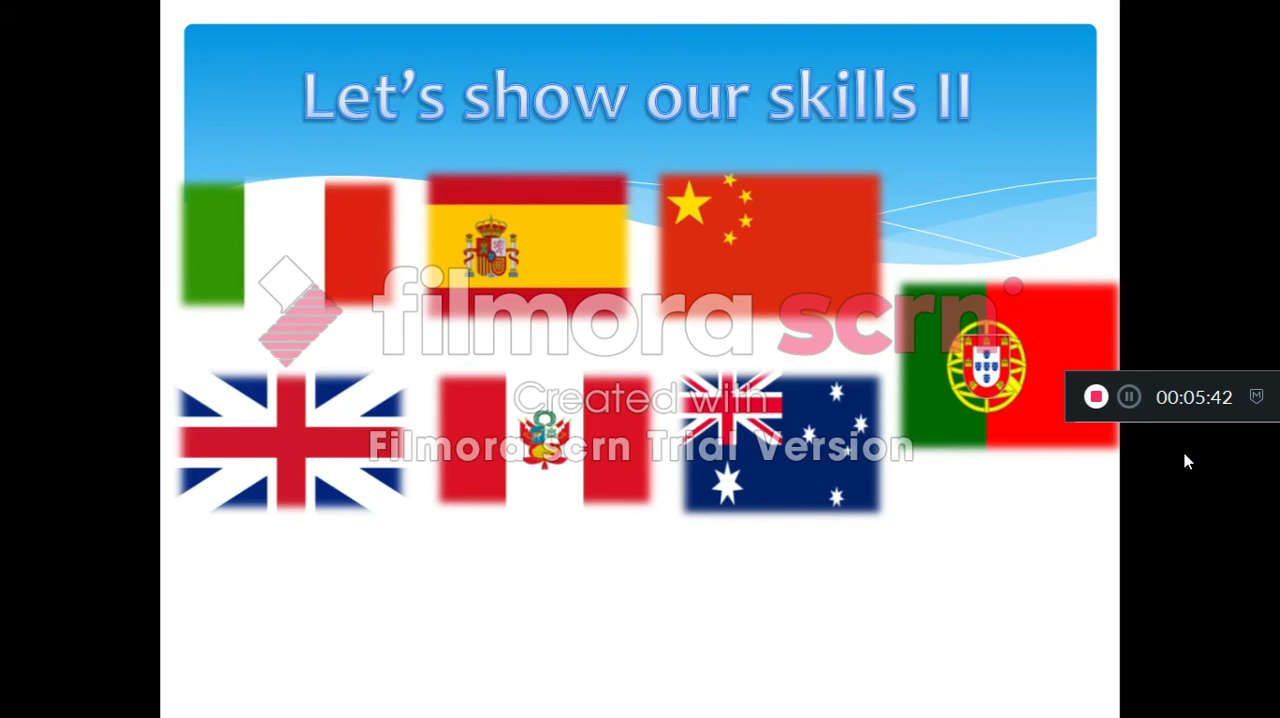 Let's show our skills II
filmora scrn
Created with
Filmora scrn Trial Version
00:05:42